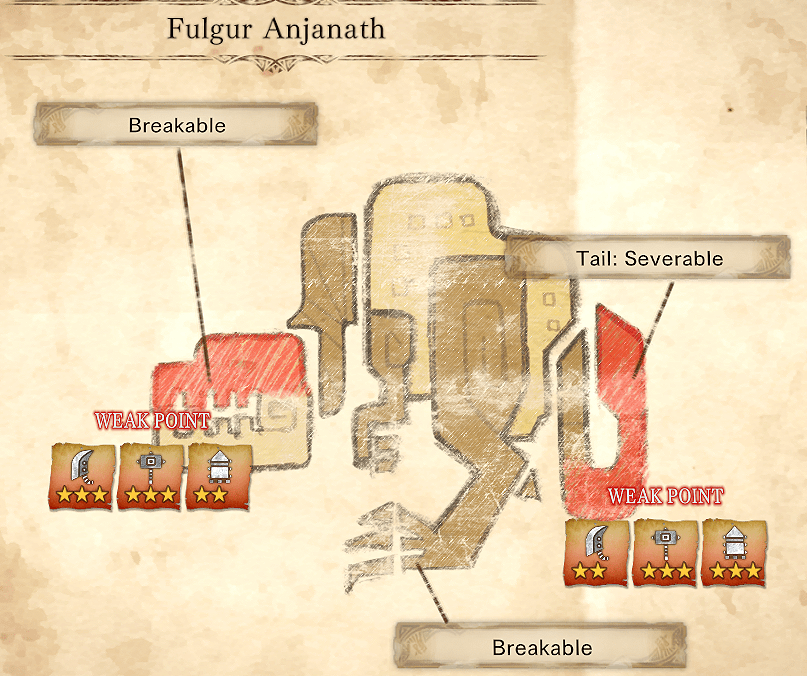 Fulgur Anjanath
Breakable
Tail: Severable
WEAK POINT
WEAK POINT
Breakable